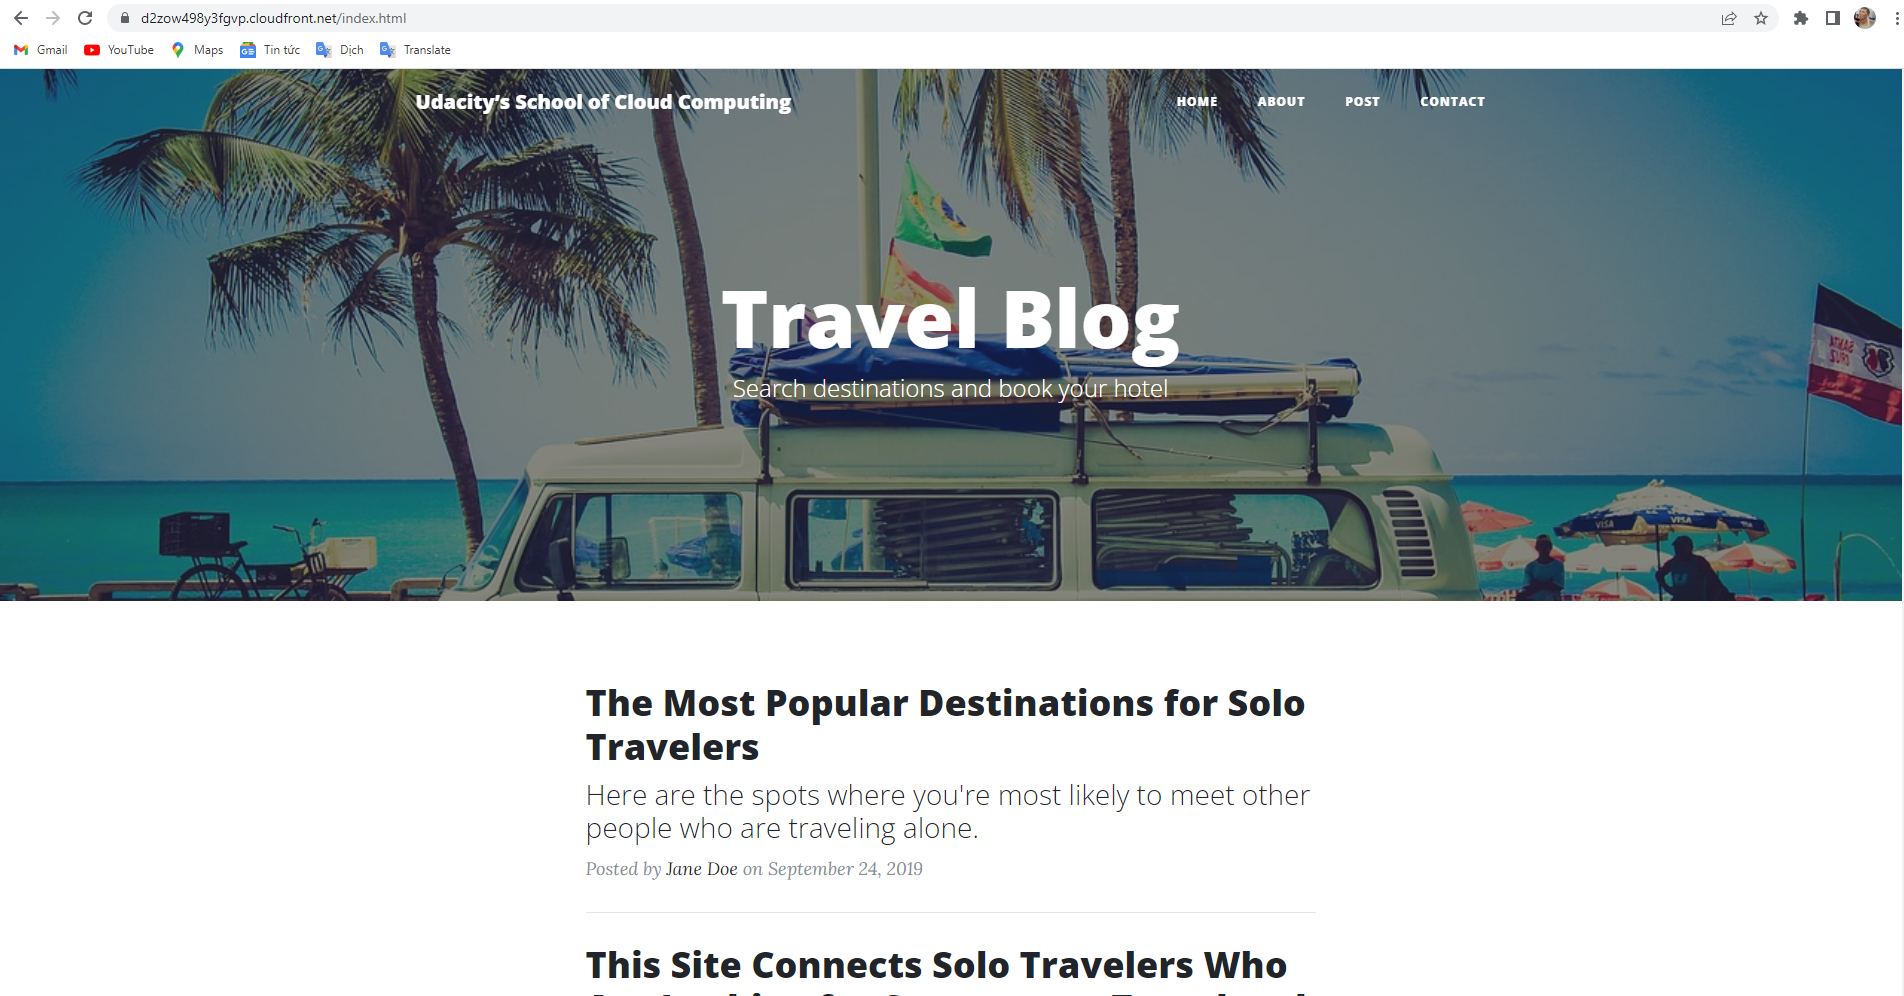 d2zow498y3fgvp.cloudfront.net/index.html
Gmail YouTube Maps Tin tức Dịch Translate
Udacity's School of Cloud Computing HOME ABOUT POST CONTACT
Travel Blog
Search destinations and book your hotel
VISA VISA
The Most Popular Destinations for Solo
Travelers
Here are the spots where you're most likely to meet other
people who are traveling alone.
Posted by Jane Doe on September 24, 2019
This Site Connects Solo Travelers Who